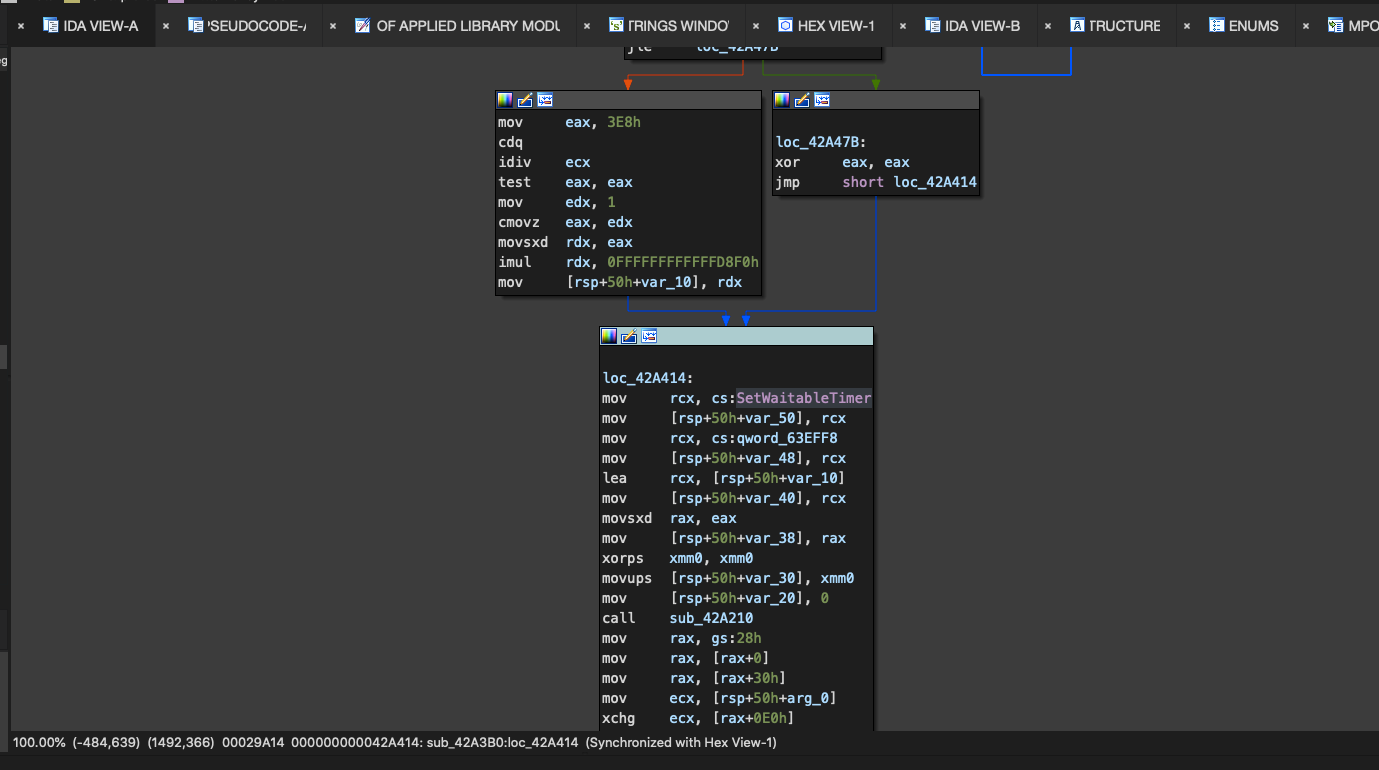 IDA VIEW-A × 'SEUDOCODE-A × OF APPLIED LIBRARY MODU × TRINGS WINDOW × HEX VIEW-1 × IDA VIEW-B × TRUCTURE × ENUMS × MPO
jle loc_42A47B
mov eax, 3E8h
cdq
idiv ecx
test eax, eax
mov edx, 1
cmovz eax, edx
movsxd rdx, eax
imul rdx, 0FFFFFFFFFFFFD8F0h
mov [rsp+50h+var_10], rdx
loc_42A47B:
xor eax, eax
jmp short loc_42A414
loc_42A414:
mov rcx, cs:SetWaitableTimer
mov [rsp+50h+var_50], rcx
mov rcx, cs:qword_63EFF8
mov [rsp+50h+var_48], rcx
lea rcx, [rsp+50h+var_10]
mov [rsp+50h+var_40], rcx
movsxd rax, eax
mov [rsp+50h+var_38], rax
xorps xmm0, xmm0
movups [rsp+50h+var_30], xmm0
mov [rsp+50h+var_20], 0
call sub_42A210
mov rax, gs:28h
mov rax, [rax+0]
mov rax, [rax+30h]
mov ecx, [rsp+50h+arg_0]
xchg ecx, [rax+0E0h]
100.00% (-484,639) (1492,366) 00029A14 000000000042A414: sub_42A3B0:loc_42A414 (Synchronized with Hex View-1)